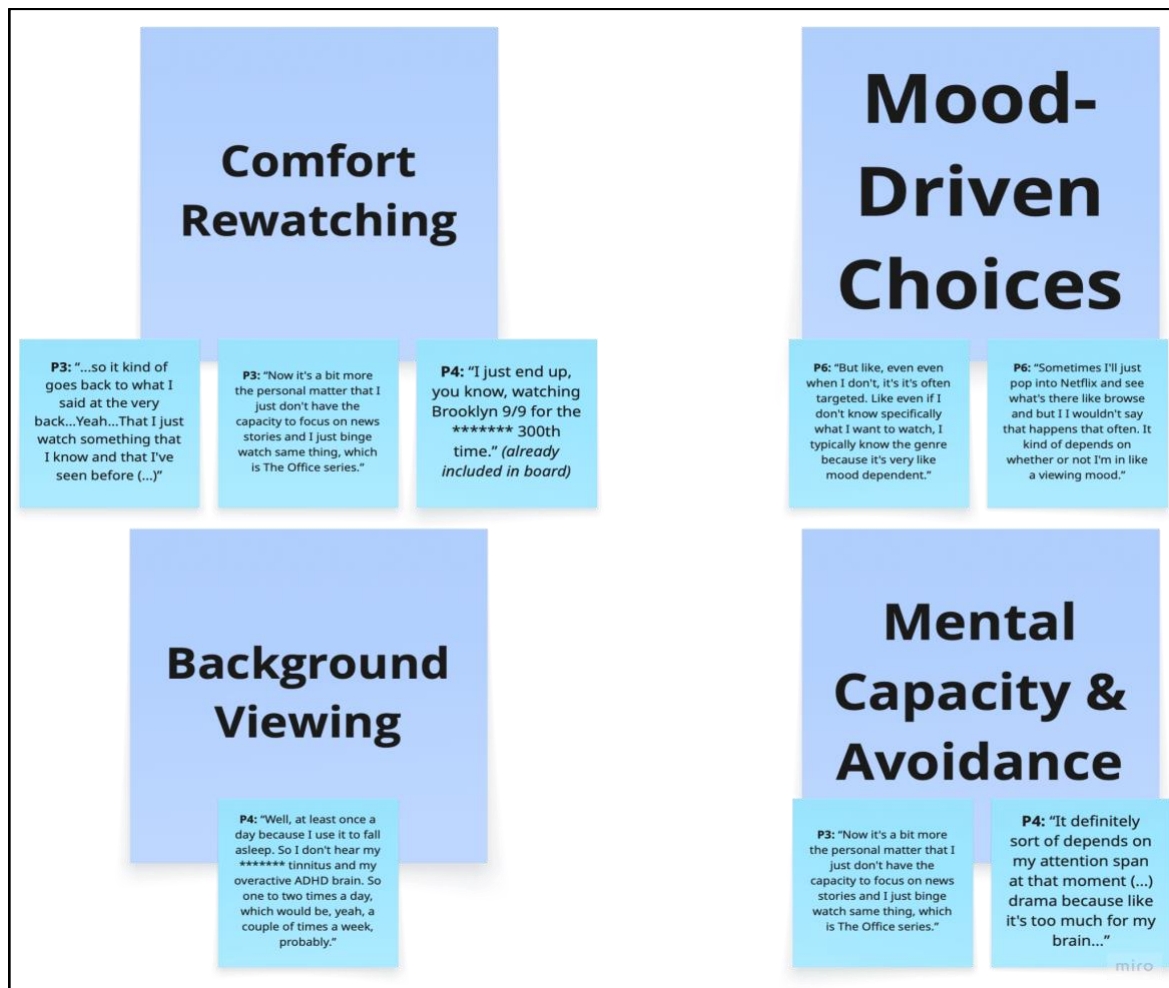 Comfort
Rewatching
P3: “...so it kind of
goes back to what I
said at the very
back...Yeah...That I just
watch something that
I know and that I've
seen before (...)”
P3: “Now it's a bit more
the personal matter that I
just don't have the
capacity to focus on news
stories and I just binge
watch same thing, which
is The Office series.”
P4: “I just end up,
you know, watching
Brooklyn 9/9 for the
******* 300th
time.” (already
included in board)
Mood-
Driven
Choices
P6: “But like, even even
when I don't, it's it's often
targeted. Like even if I
don't know specifically
what I want to watch, I
typically know the genre
because it's very like
mood dependent.”
P6: “Sometimes I'll just
pop into Netflix and see
what's there like browse
and but I I wouldn't say
that happens that often. It
kind of depends on
whether or not I'm in like
a viewing mood.”
Background
Viewing
P4: “Well, at least once a
day because I use it to fall
asleep. So I don't hear my
******* tinnitus and my
overactive ADHD brain. So
one to two times a day,
which would be, yeah, a
couple of times a week,
probably.”
Mental
Capacity &
Avoidance
P3: “Now it's a bit more
the personal matter that I
just don't have the
capacity to focus on news
stories and I just binge
watch same thing, which
is The Office series.”
P4: “It definitely
sort of depends on
my attention span
at that moment (...)
drama because like
it's too much for my
brain...”
miro